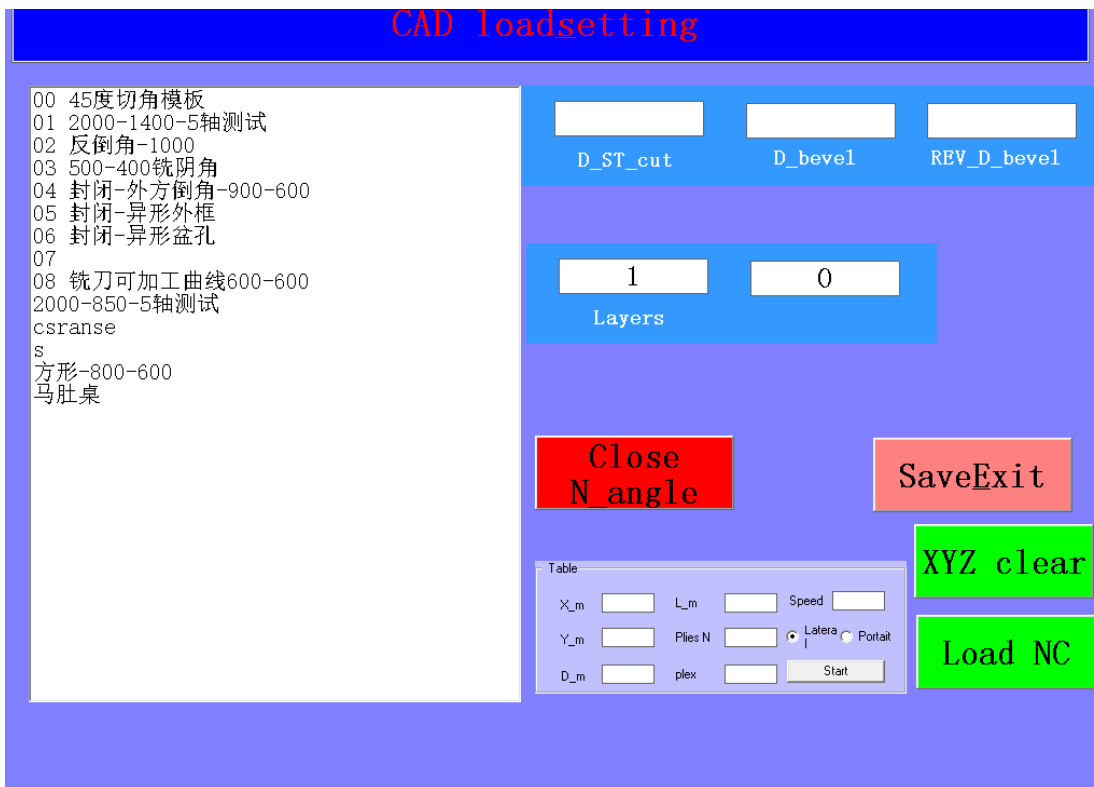 CAD loadsetting
00 45度切角模板
01 2000-1400-5轴测试
02 反倒角-1000
03 500-400铣阴角
04 封闭-外方倒角-900-600
05 封闭-异形外框
06 封闭-异形盆孔
07
08 铣刀可加工曲线600-600
2000-850-5轴测试
csranse
s
方形-800-600
马肚桌
D_ST_cut D_bevel REV_D_bevel
1 0
Layers
Close
N_angle
SaveExit
XYZ clear
Load NC
Table
X_m L_m Speed
Y_m Plies N Latera
l Portait
D_m plex Start